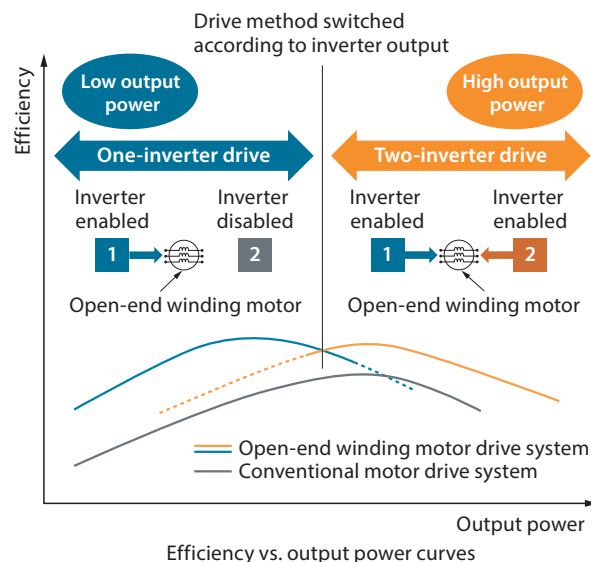 Drive method switched
according to inverter output
Efficiency
Low output
power
High output
power
One-inverter drive
Two-inverter drive
Inverter
enabled
Inverter
disabled
Inverter
enabled
Inverter
enabled
1
2
1
2
Open-end winding motor
Open-end winding motor
Open-end winding motor drive system
Conventional motor drive system
Output power
Efficiency vs. output power curves